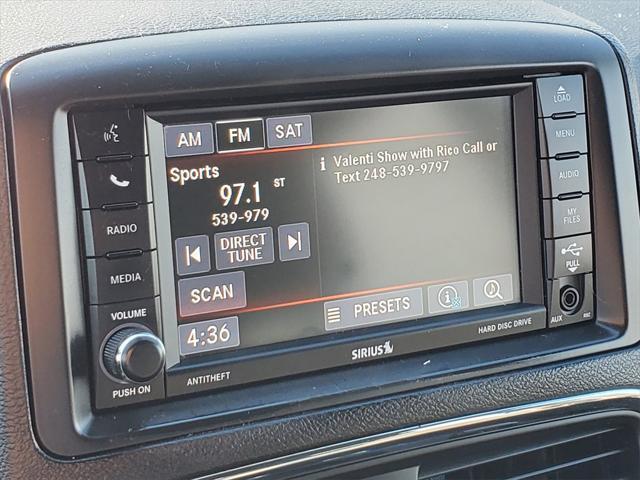 LOAD
AM FM SAT
MENU
Sports
i Valenti Show with Rico Call or
Text 248-539-9797
97.1 ST
539-979
AUDIO
RADIO
DIRECT
TUNE
MY
FILES
MEDIA
SCAN
PULL
VOLUME
4:36
PRESETS
AUX
PUSH ON
ANTITHEFT
SIRIUS
HARD DISC DRIVE